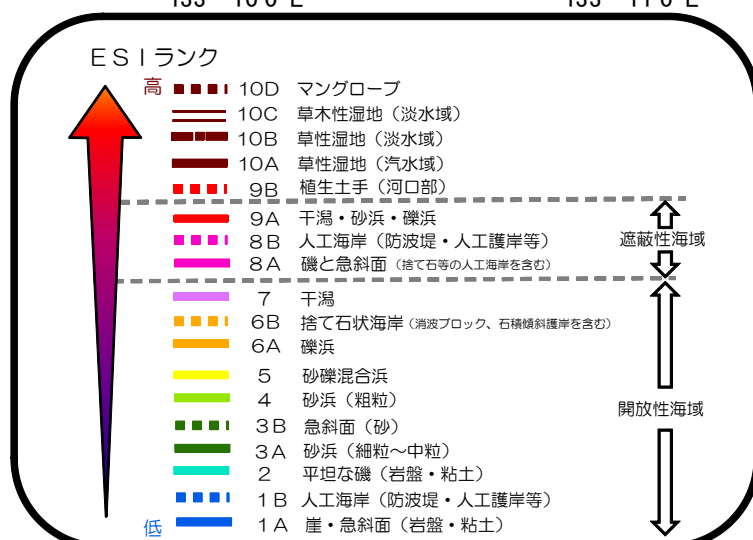 ESIランク
高 10D マングローブ
10C 草木性湿地（淡水域）
10B 草性湿地（淡水域）
10A 草性湿地（汽水域）
9B 植生土手（河口部）
9A 干潟・砂浜・礫浜
8B 人工海岸（防波堤・人工護岸等）
遮蔽性海域
8A 磯と急斜面（捨て石等の人工海岸を含む）
7 干潟
6B 捨て石状海岸（消波ブロック、石積傾斜護岸を含む）
6A 礫浜
5 砂礫混合浜
4 砂浜（粗粒）
開放性海域
3B 急斜面（砂）
3A 砂浜（細粒～中粒）
2 平坦な磯（岩盤・粘土）
1B 人工海岸（防波堤・人工護岸等）
低 1A 崖・急斜面（岩盤・粘土）